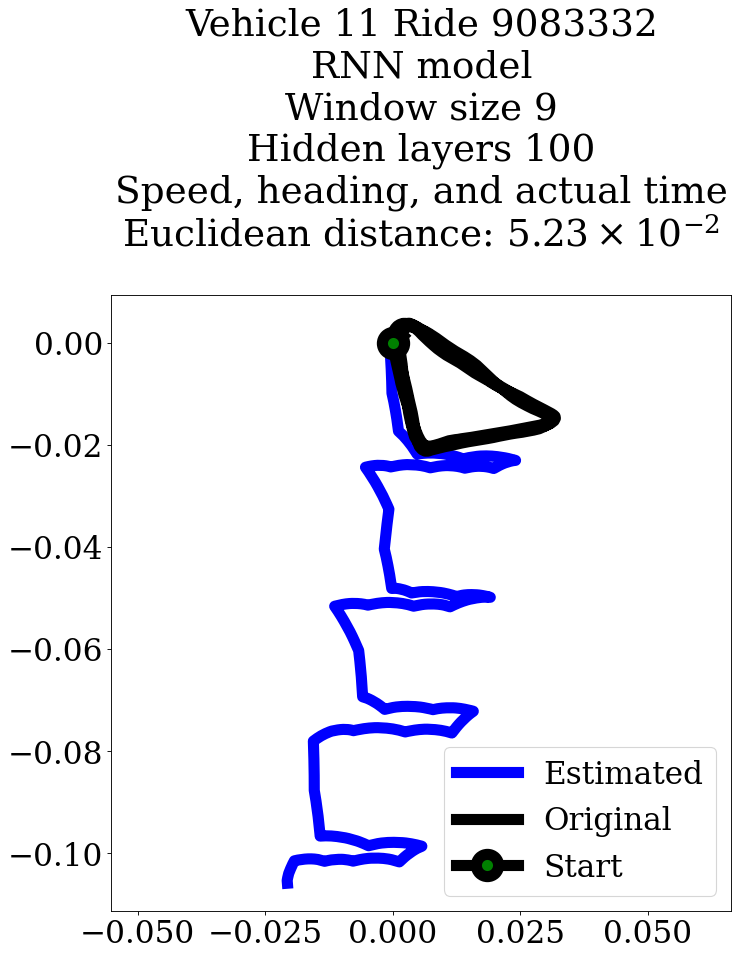 Vehicle 11 Ride 9083332
RNN model
Window size 9
Hidden layers 100
Speed, heading, and actual time
Euclidean distance: 5.23 × 10⁻²
0.00
−0.02
−0.04
−0.06
−0.08
−0.10
Estimated
Original
Start
−0.050 −0.025 0.000 0.025 0.050